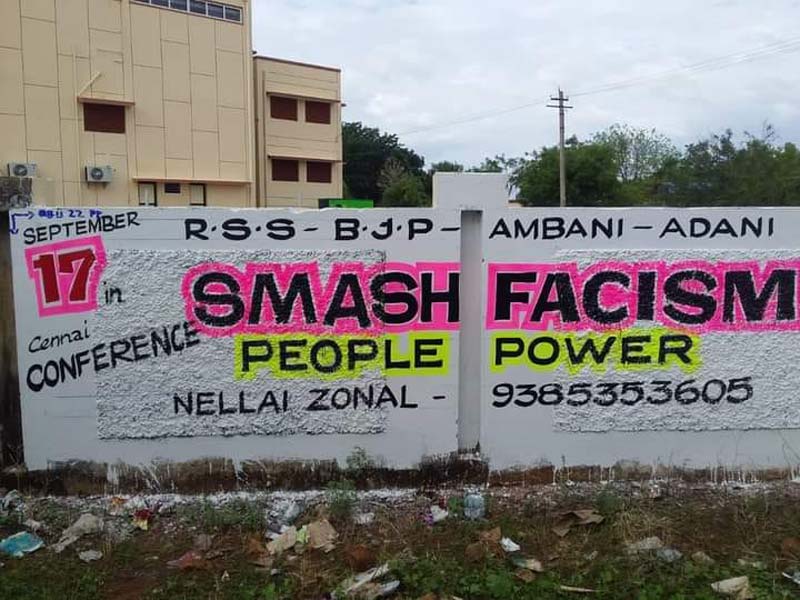 SEPTEMBER
17 in
Cennai
CONFERENCE
R.S.S - B.J.P - AMBANI - ADANI
SMASH FACISM
PEOPLE POWER
NELLAI ZONAL - 9385353605